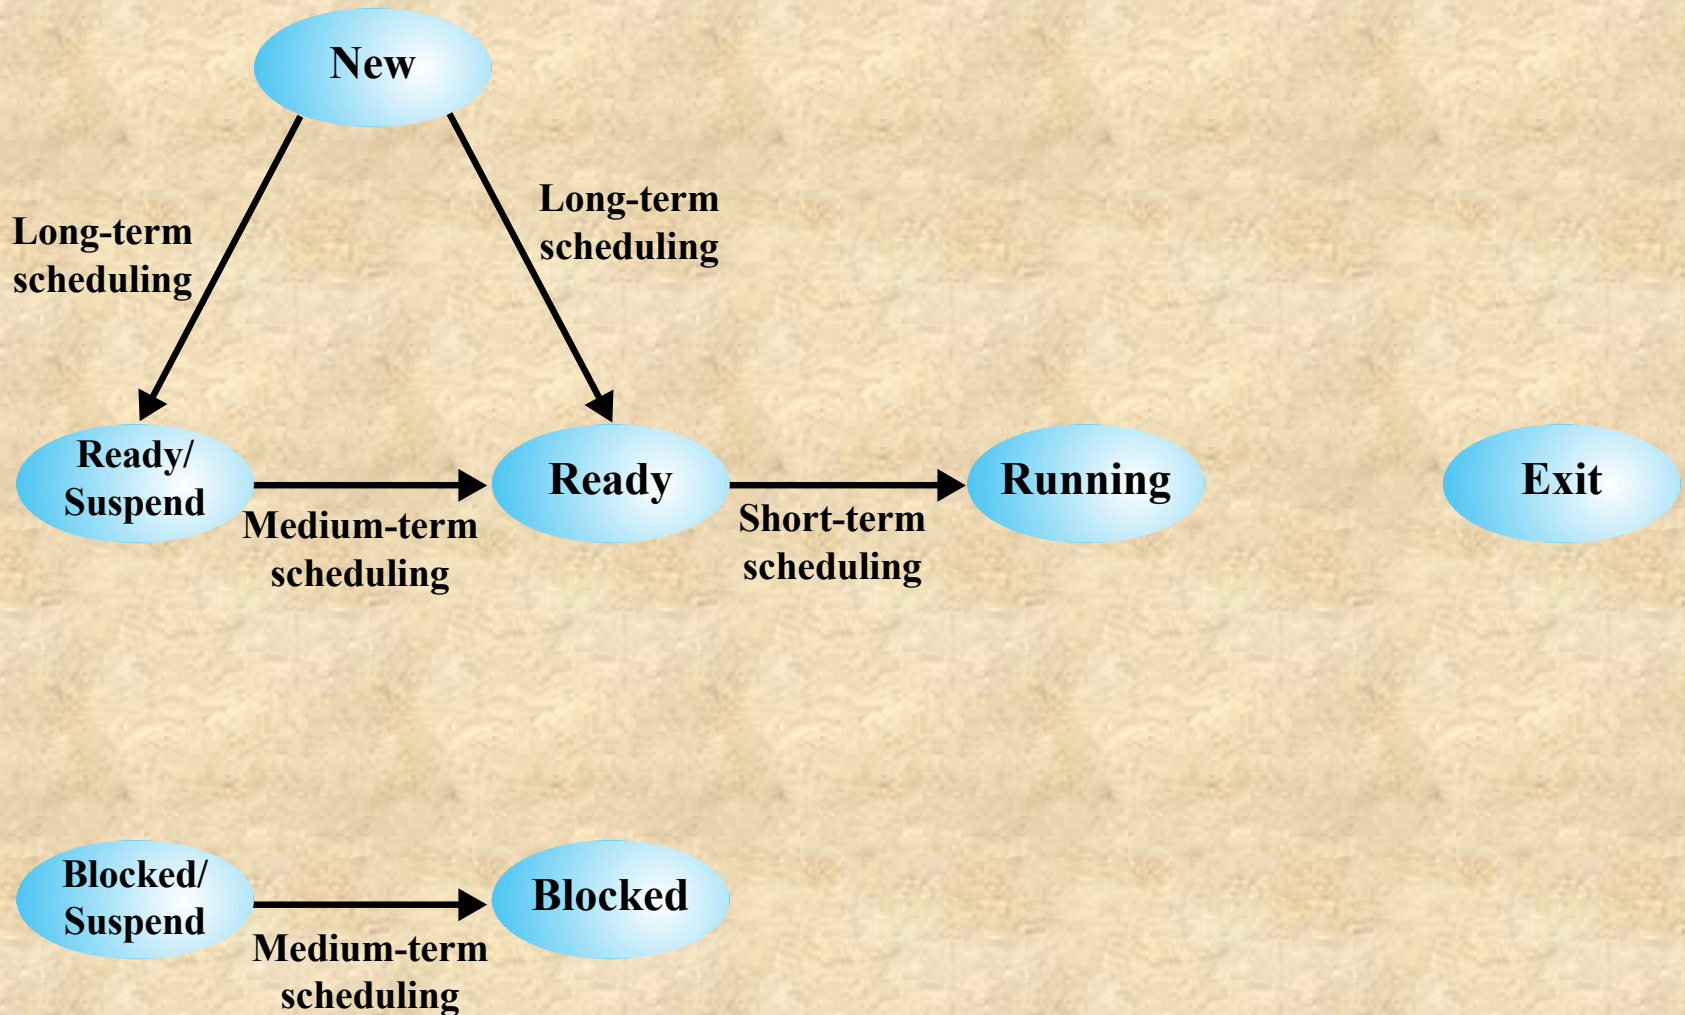 New
Long-term
scheduling
Long-term
scheduling
Ready/
Suspend
Medium-term
scheduling
Ready
Short-term
scheduling
Running
Exit
Blocked/
Suspend
Medium-term
scheduling
Blocked